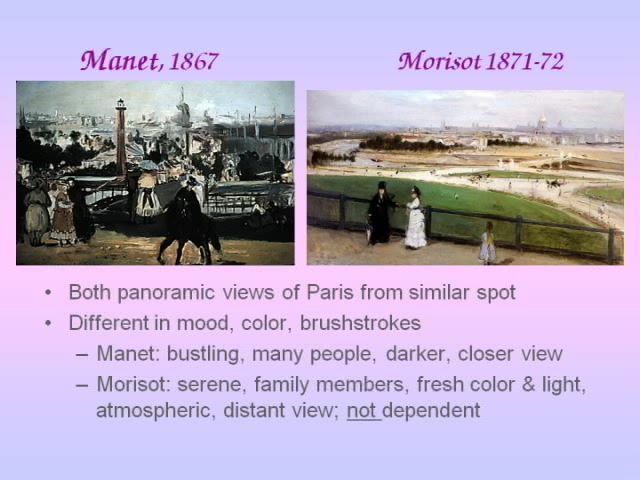 Manet, 1867
Morisot 1871-72
• Both panoramic views of Paris from similar spot
• Different in mood, color, brushstrokes
– Manet: bustling, many people, darker, closer view
– Morisot: serene, family members, fresh color & light,
atmospheric, distant view; not dependent